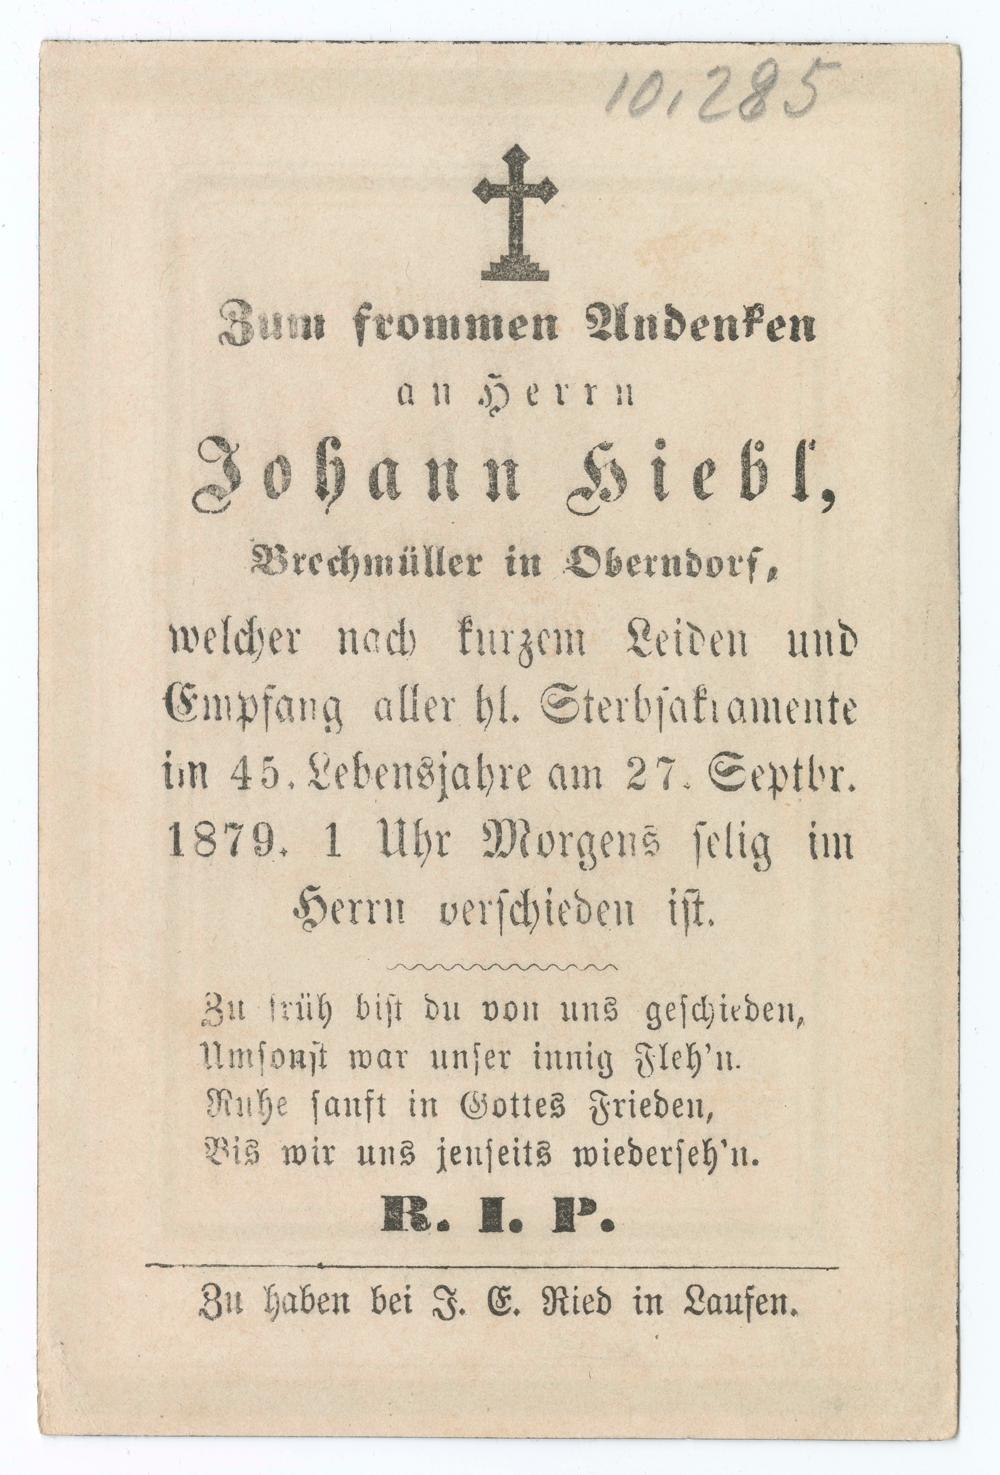 10,285
Zum frommen Andenken
an Herrn
Johann Hiebl,
Brechmüller in Oberndorf,
welcher nach kurzem Leiden und
Empfang aller hl. Sterbsakramente
im 45. Lebensjahre am 27. Septbr.
1879. 1 Uhr Morgens selig im
Herrn verschieden ist.
Zu früh bist du von uns geschieden,
Umsonst war unser innig Fleh'n.
Ruhe sanft in Gottes Frieden,
Bis wir uns jenseits wiederseh'n.
R. I. P.
Zu haben bei J. E. Ried in Laufen.